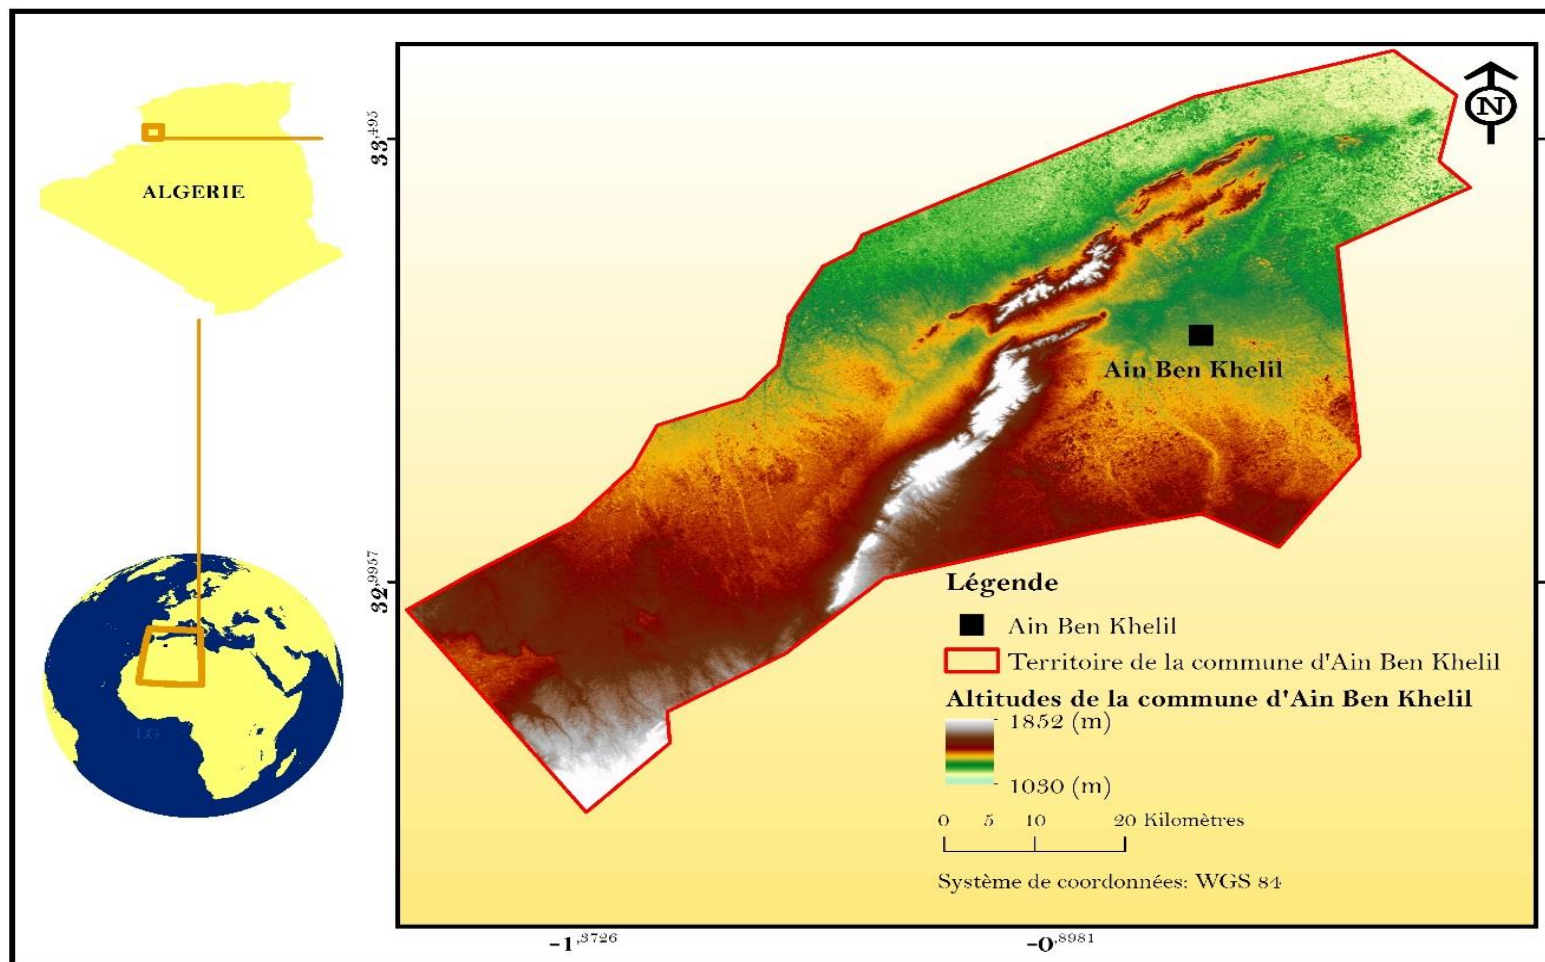 ALGERIE
LG
33,495
32,9957
N
Ain Ben Khelil
Légende
Ain Ben Khelil
Territoire de la commune d'Ain Ben Khelil
Altitudes de la commune d'Ain Ben Khelil
1852 (m)
1030 (m)
0 5 10 20 Kilomètres
Système de coordonnées: WGS 84
-1,3726
-0,8981